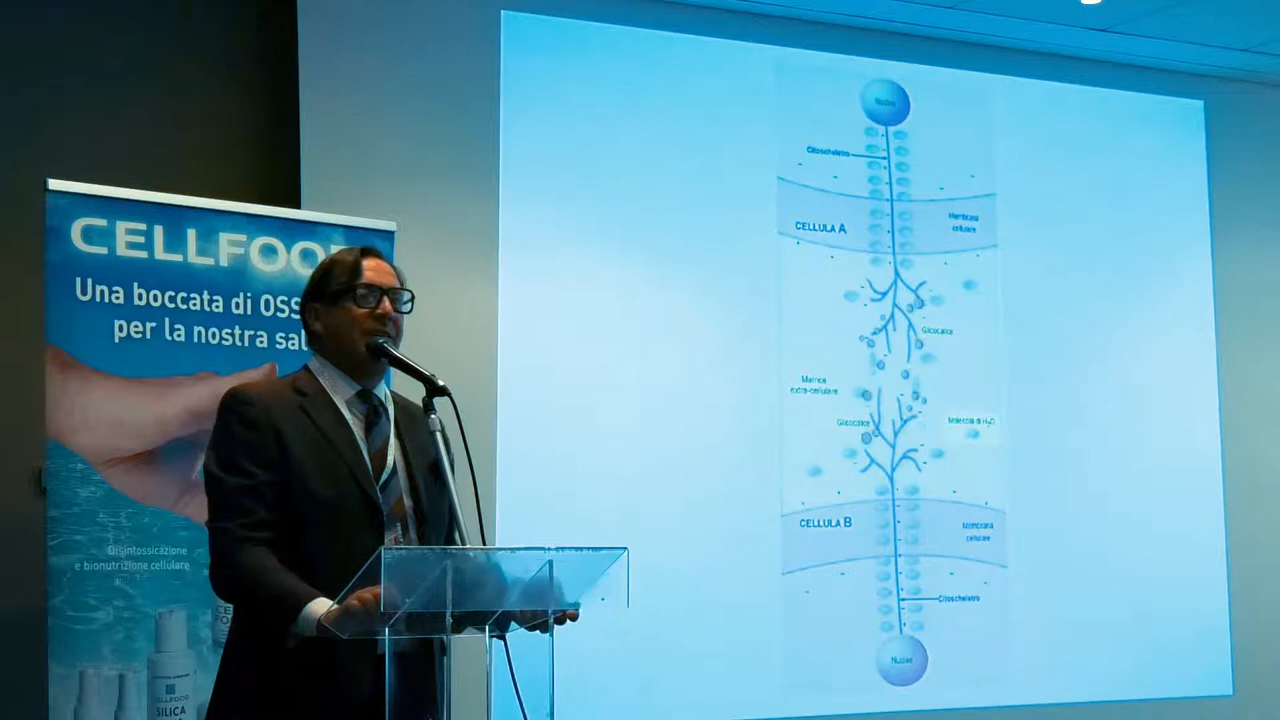 CELLFOO
Una boccata di OSS
per la nostra sal
Disintossicazione
e bionutrizione cellulare
CELLFOOD
SILICA
Nucleo
Citoscheletro
CELLULA A
Membrana
cellulare
Glicocalice
Matrice
extra-cellulare
Glicocalice
Molecola di H₂O
CELLULA B
Membrana
cellulare
Citoscheletro
Nucleo